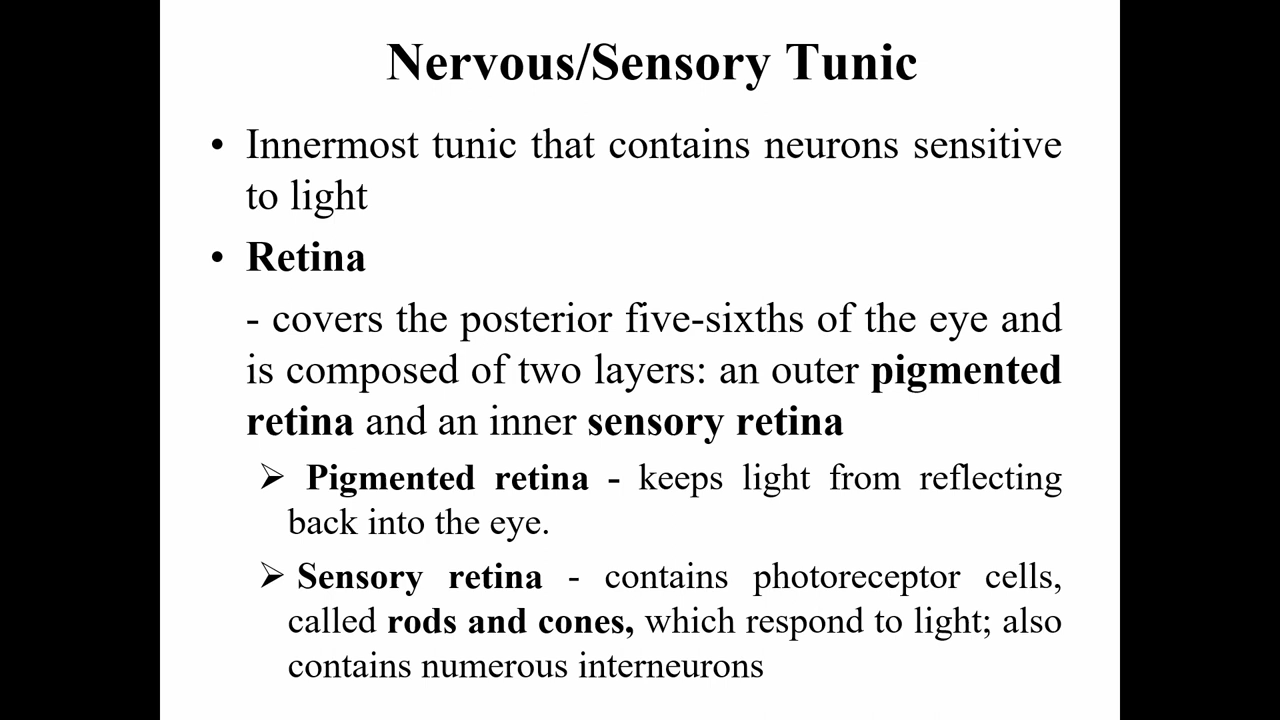 Nervous/Sensory Tunic
• Innermost tunic that contains neurons sensitive
to light
• Retina
- covers the posterior five-sixths of the eye and
is composed of two layers: an outer pigmented
retina and an inner sensory retina
➢ Pigmented retina - keeps light from reflecting
back into the eye.
➢ Sensory retina - contains photoreceptor cells,
called rods and cones, which respond to light; also
contains numerous interneurons